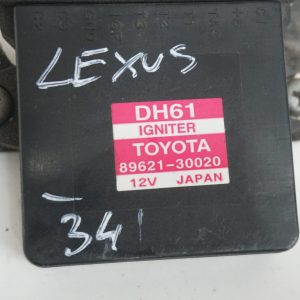 LEXUS
DH61
IGNITER
TOYOTA
89621-30020
12V JAPAN
341